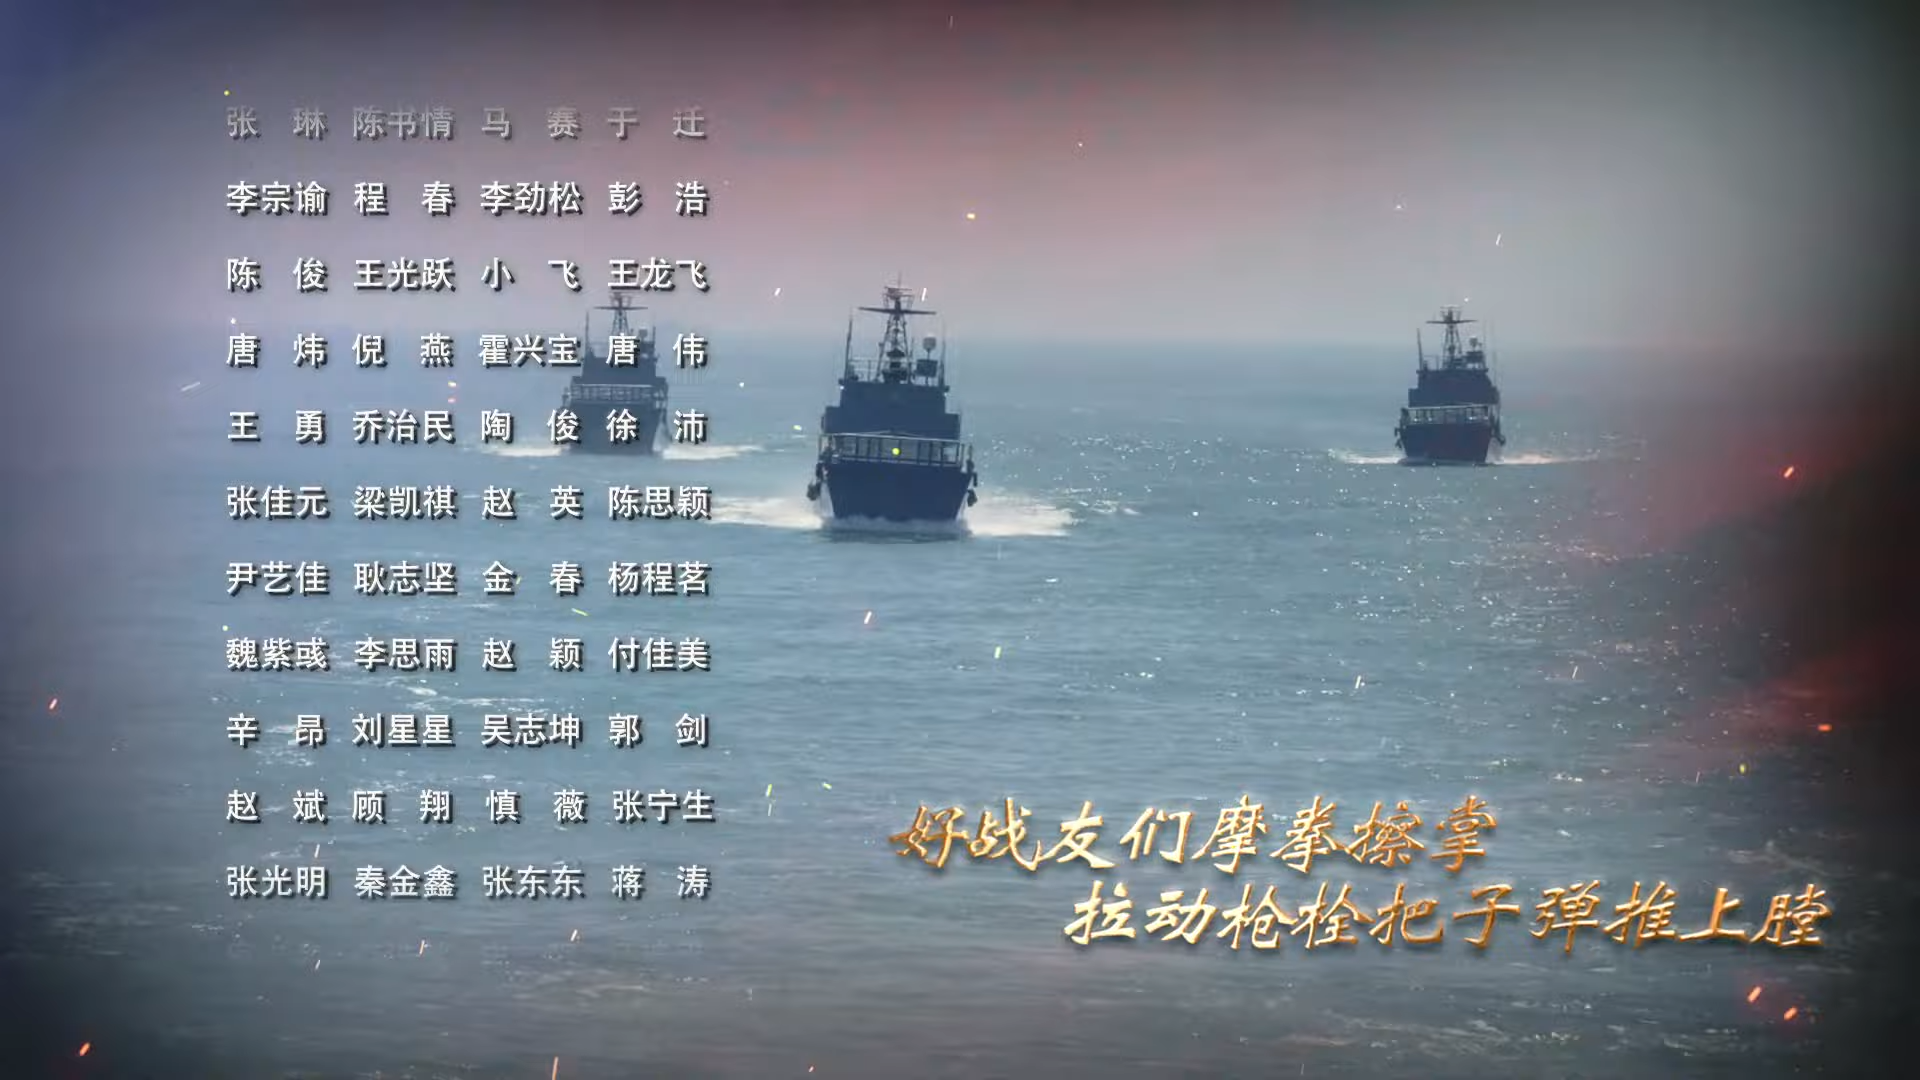 张琳 陈书情 马赛 于迁
李宗谕 程春 李劲松 彭浩
陈俊 王光跃 小飞 王龙飞
唐炜 倪燕 霍兴宝 唐伟
王勇 乔治民 陶俊 徐沛
张佳元 梁凯祺 赵英 陈思颖
尹艺佳 耿志坚 金春 杨程茗
魏紫彧 李思雨 赵颖 付佳美
辛昂 刘星星 吴志坤 郭剑
赵斌 顾翔 慎薇 张宁生
张光明 秦金鑫 张东东 蒋涛
好战友们摩拳擦掌
拉动枪栓把子弹推上膛